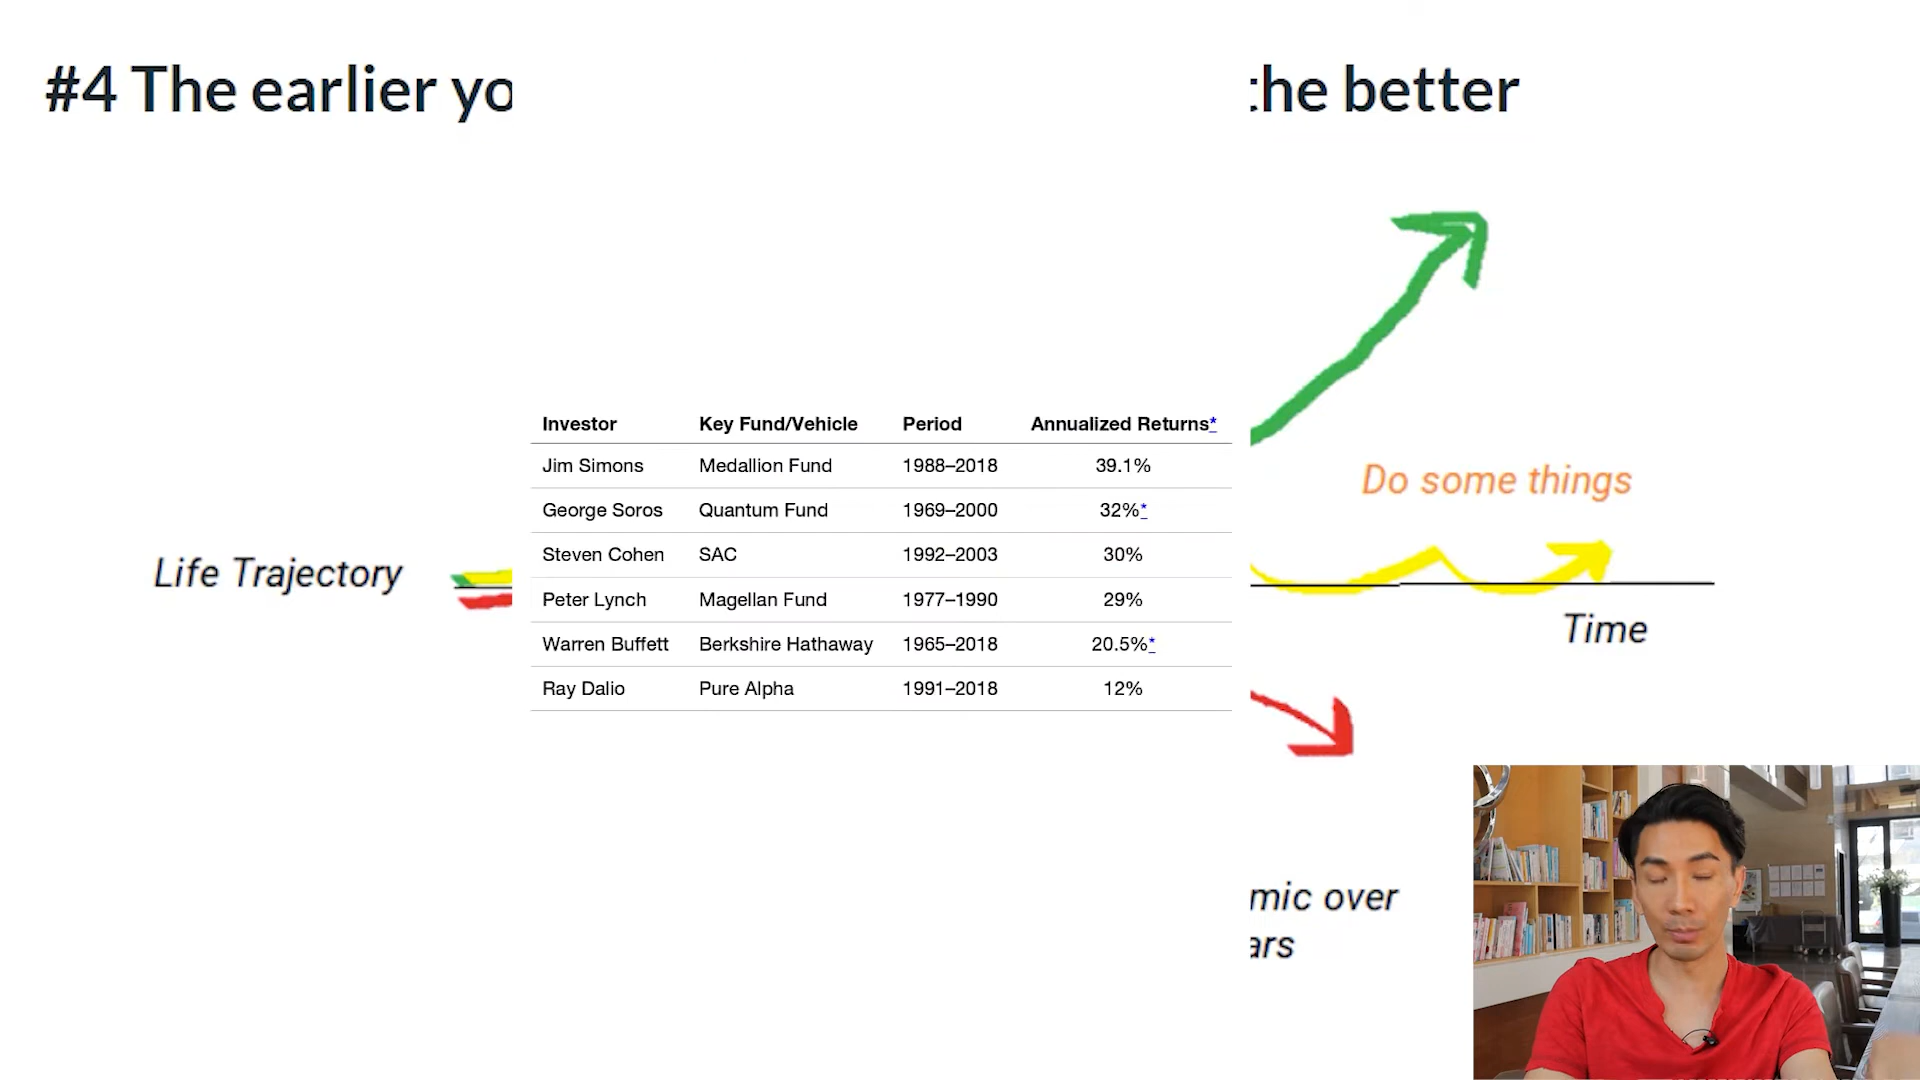 #4 The earlier yo
the better
Investor Key Fund/Vehicle Period Annualized Returns*
Jim Simons Medallion Fund 1988–2018 39.1%
George Soros Quantum Fund 1969–2000 32%*
Steven Cohen SAC 1992–2003 30%
Peter Lynch Magellan Fund 1977–1990 29%
Warren Buffett Berkshire Hathaway 1965–2018 20.5%*
Ray Dalio Pure Alpha 1991–2018 12%
Do some things
Life Trajectory
Time
mic over
ars